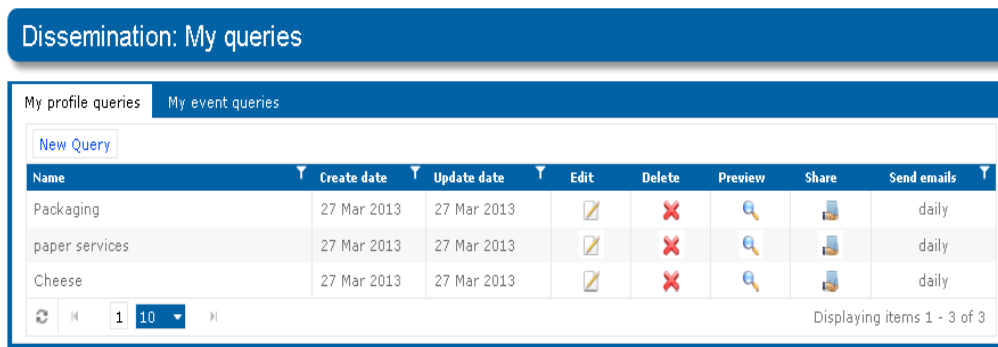 Dissemination: My queries
My profile queries My event queries
New Query
Name Create date Update date Edit Delete Preview Share Send emails
Packaging 27 Mar 2013 27 Mar 2013 daily
paper services 27 Mar 2013 27 Mar 2013 daily
Cheese 27 Mar 2013 27 Mar 2013 daily
1 10 Displaying items 1 - 3 of 3